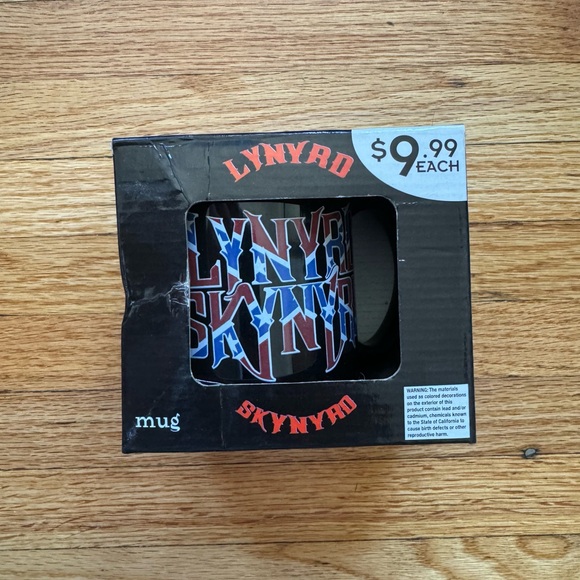 LYNYRD
$9.99
EACH
LYNYR
SKYNYR
SKYNYRD
mug
WARNING: The materials
used as colored decorations
on the exterior of this
product contain lead and/or
cadmium, chemicals known
to the State of California to
cause birth defects or other
reproductive harm.